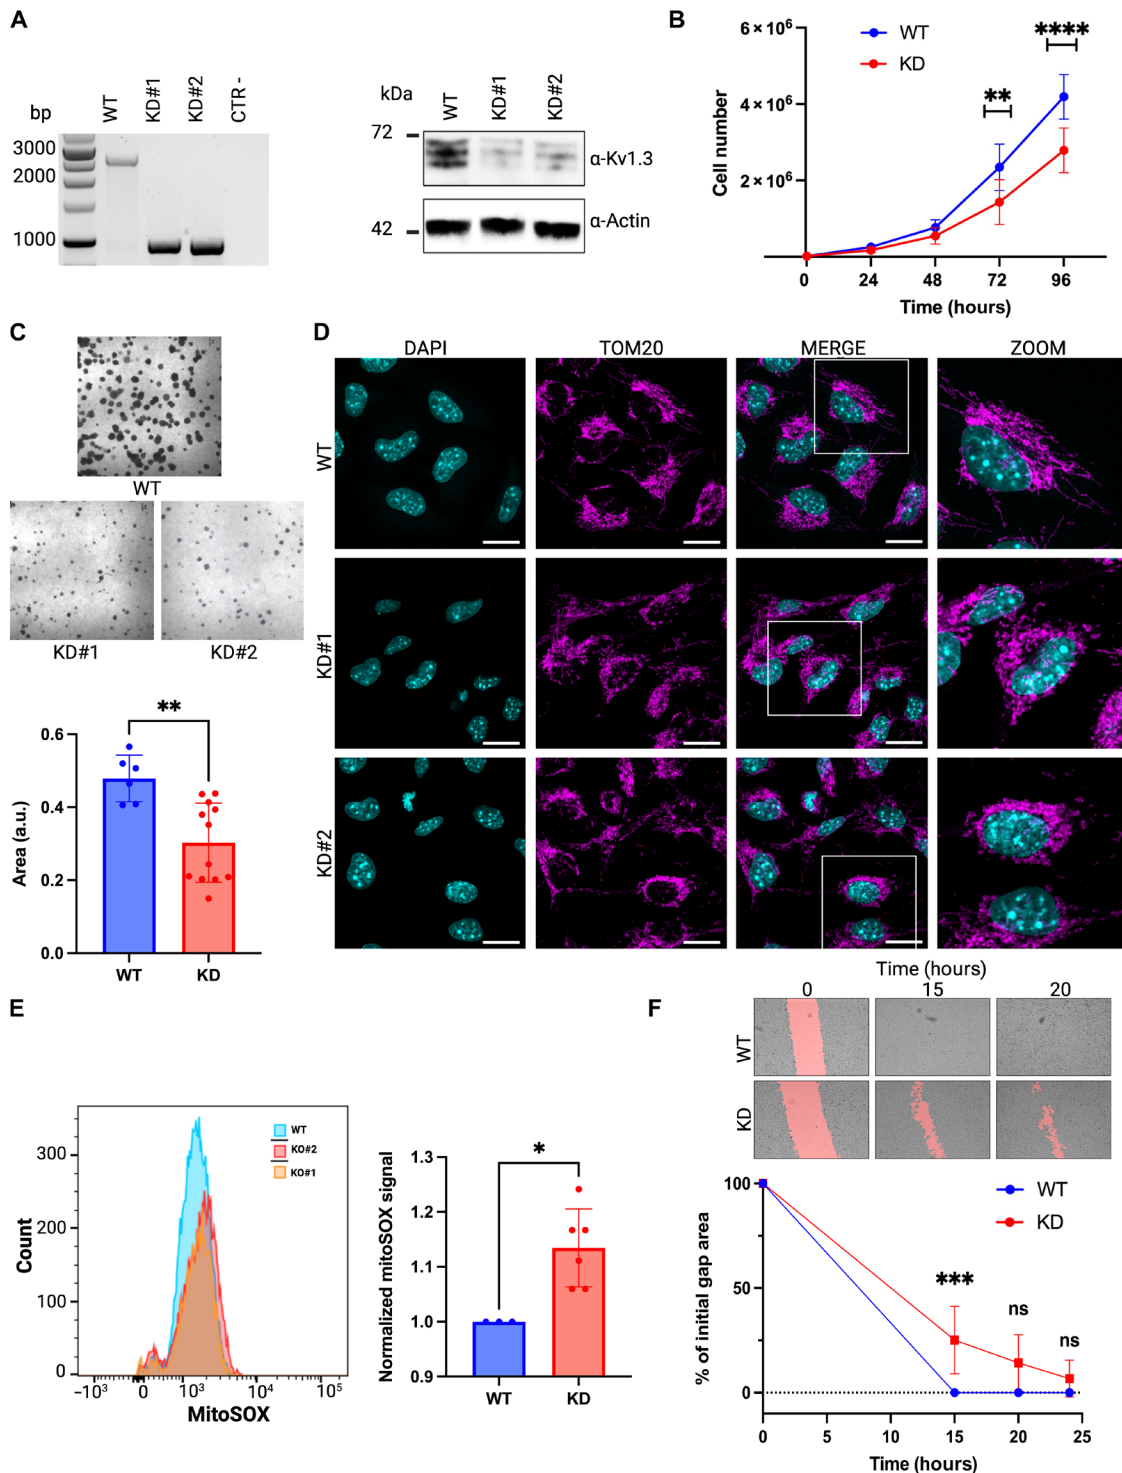 A
bp
WT
KD#1
KD#2
CTR -
3000
2000
1000
kDa
WT
KD#1
KD#2
72
α-Kv1.3
42
α-Actin
B
6 × 10⁶
4 × 10⁶
2 × 10⁶
Cell number
WT
KD
**
****
0 24 48 72 96
Time (hours)
C
WT
KD#1 KD#2
**
0.6
0.4
0.2
0.0
Area (a.u.)
WT KD
D
DAPI TOM20 MERGE ZOOM
WT
KD#1
KD#2
E
300
200
100
0
Count
WT
KO#2
KO#1
-10³ 0 10³ 10⁴ 10⁵
MitoSOX
Normalized mitoSOX signal
1.3
1.2
1.1
1.0
0.9
*
WT KD
F
Time (hours)
0 15 20
WT
KD
100
50
0
% of initial gap area
WT
KD
***
ns
ns
0 5 10 15 20 25
Time (hours)